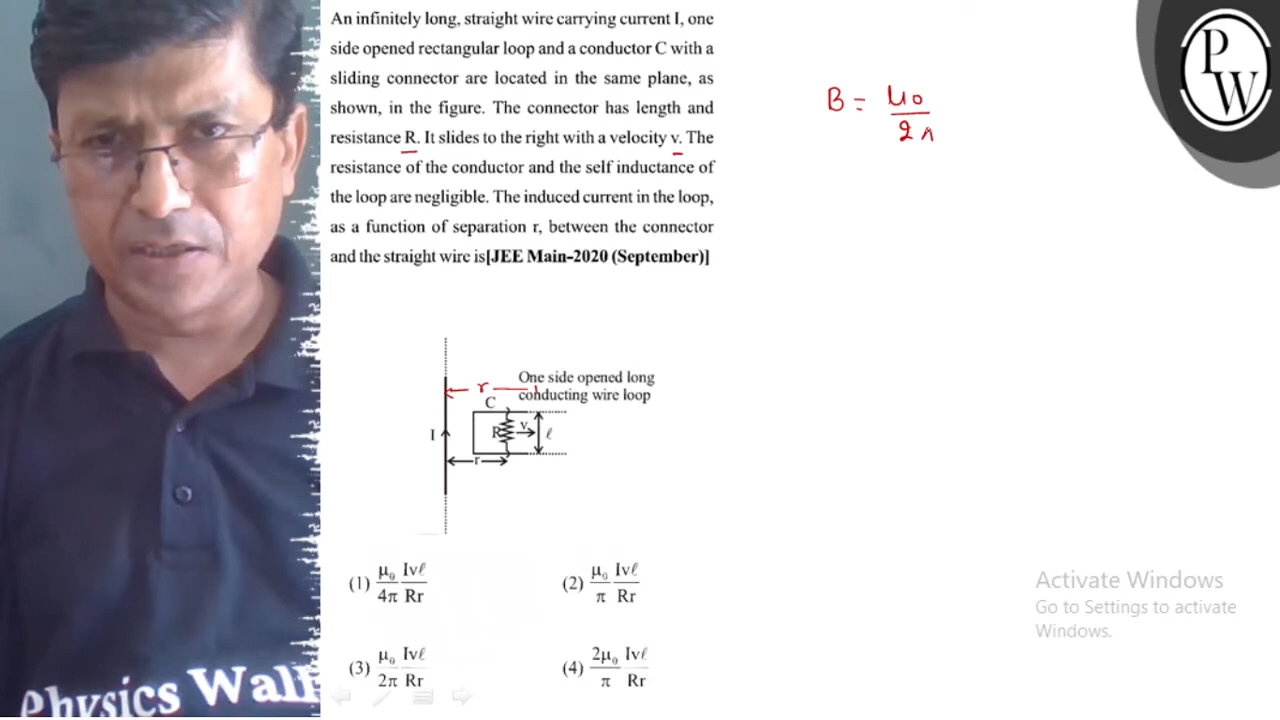 An infinitely long, straight wire carrying current I, one
side opened rectangular loop and a conductor C with a
sliding connector are located in the same plane, as
shown, in the figure. The connector has length and
resistance R. It slides to the right with a velocity v. The
resistance of the conductor and the self inductance of
the loop are negligible. The induced current in the loop,
as a function of separation r, between the connector
and the straight wire is[JEE Main-2020 (September)]
B = μ0 / 2π
P
W
r
One side opened long
conducting wire loop
C
I R v ℓ
r
(1) μ₀/4π Ivℓ/Rr (2) μ₀/π Ivℓ/Rr
(3) μ₀/2π Ivℓ/Rr (4) 2μ₀/π Ivℓ/Rr
Activate Windows
Go to Settings to activate
Windows.
Physics Wall